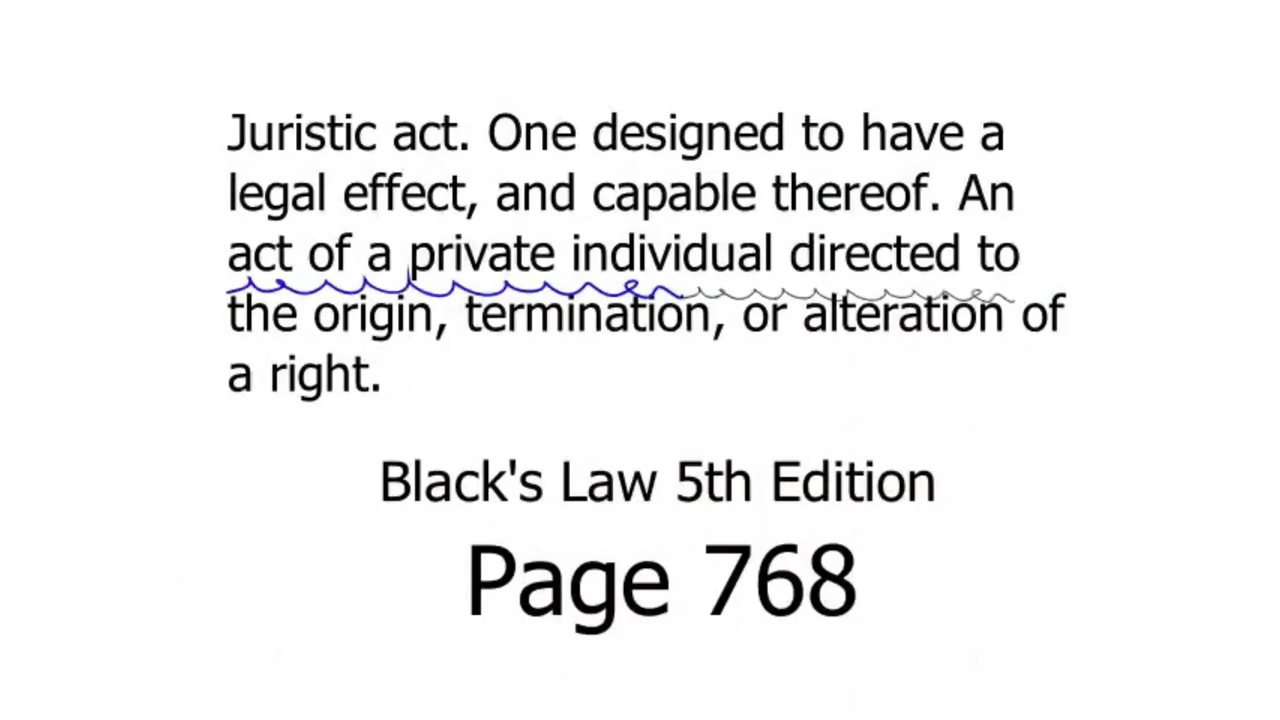 Juristic act. One designed to have a
legal effect, and capable thereof. An
act of a private individual directed to
the origin, termination, or alteration of
a right.
Black's Law 5th Edition
Page 768